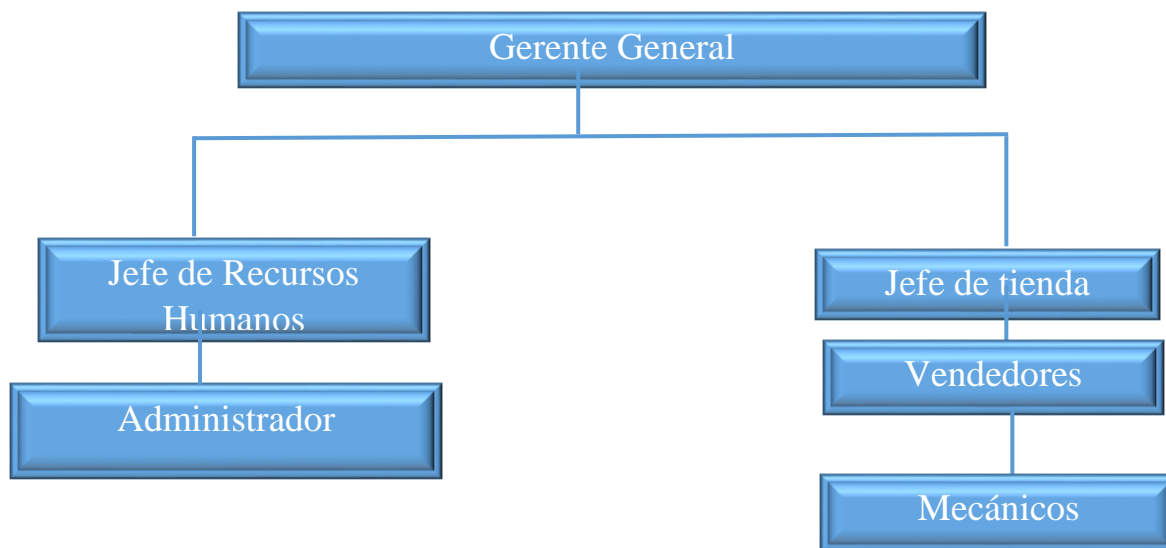 Gerente General
Jefe de Recursos
Humanos
Administrador
Jefe de tienda
Vendedores
Mecánicos